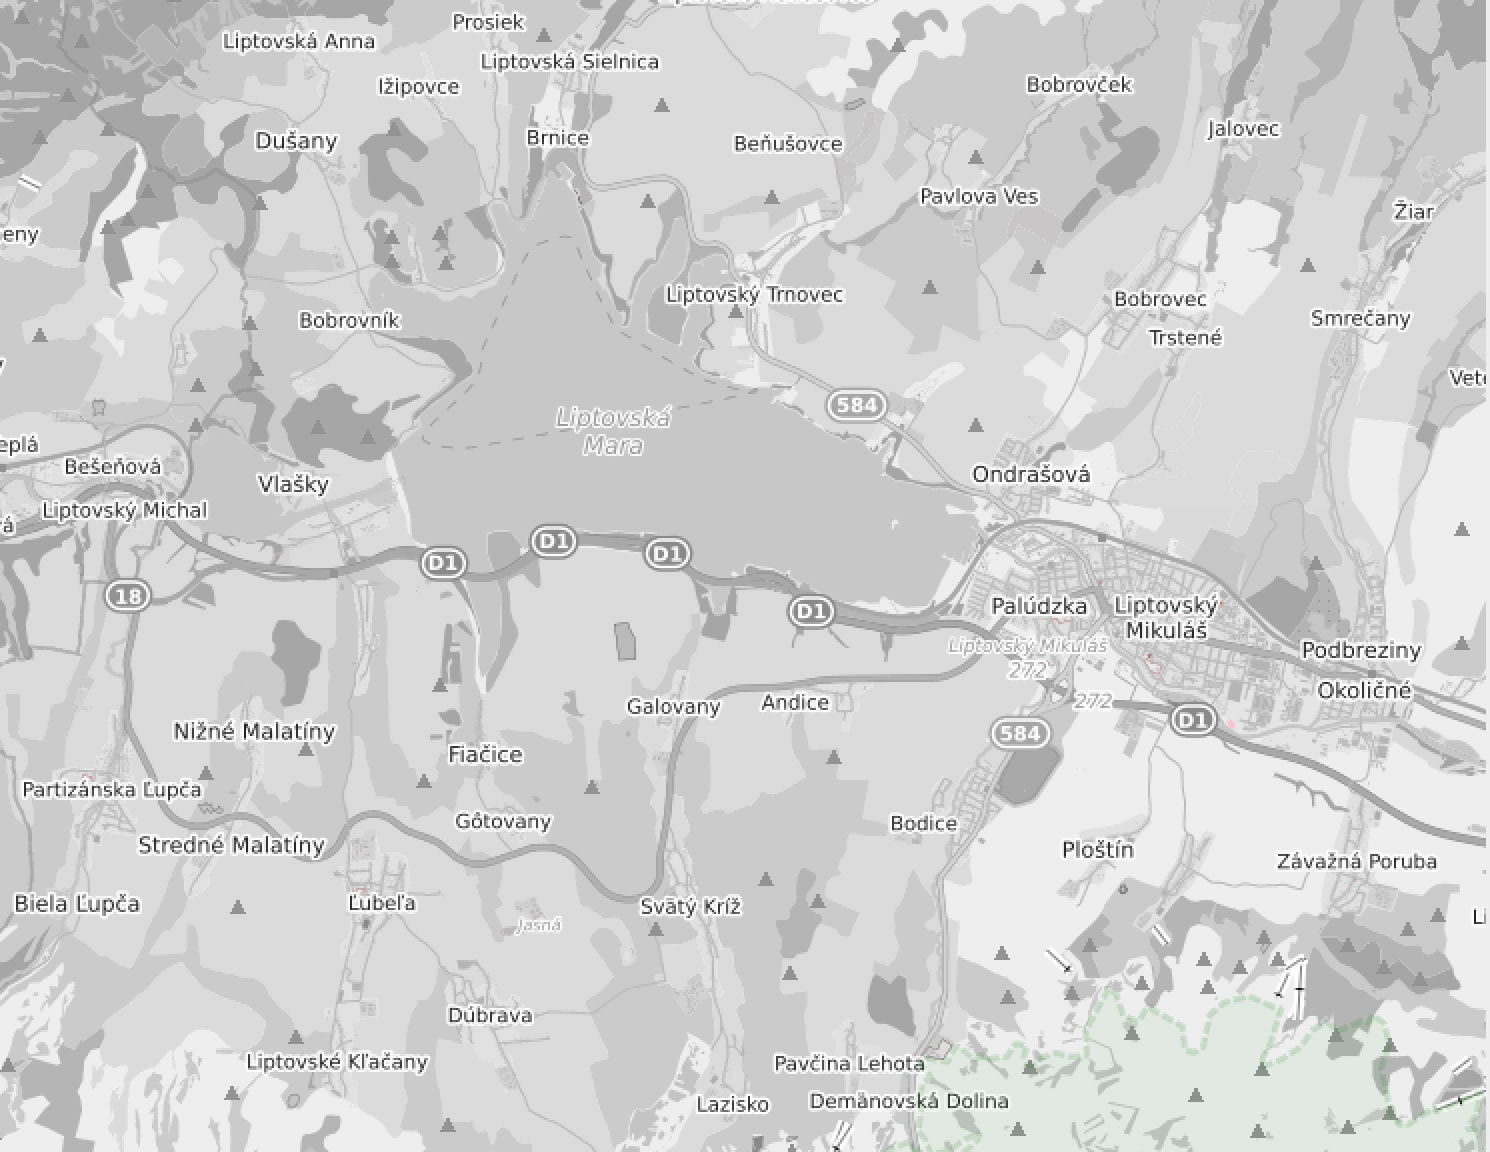 Prosiek
Liptovská Anna
Liptovská Sielnica
Ižipovce
Bobrovček
Jalovec
Brnice
Dušany
Beňušovce
Pavlova Ves
Žiar
eny
Liptovský Trnovec
Bobrovec
Bobrovník
Smrečany
Trstené
584
Liptovská
Mara
eplá
Bešeňová
Ondrašová
Vlašky
Liptovský Michal
D1
D1
D1
18
D1
Palúdzka
Liptovský
Mikuláš
Liptovský Mikuláš
272
Podbreziny
Okoličné
272
Galovany
Andice
D1
Nižné Malatíny
584
Fiačice
Partizánska Ľupča
Gôtovany
Bodice
Stredné Malatíny
Ploštín
Závažná Poruba
Biela Ľupča
Ľubeľa
Svätý Kríž
Jasná
Dúbrava
Liptovské Kľačany
Pavčina Lehota
Lazisko
Demänovská Dolina